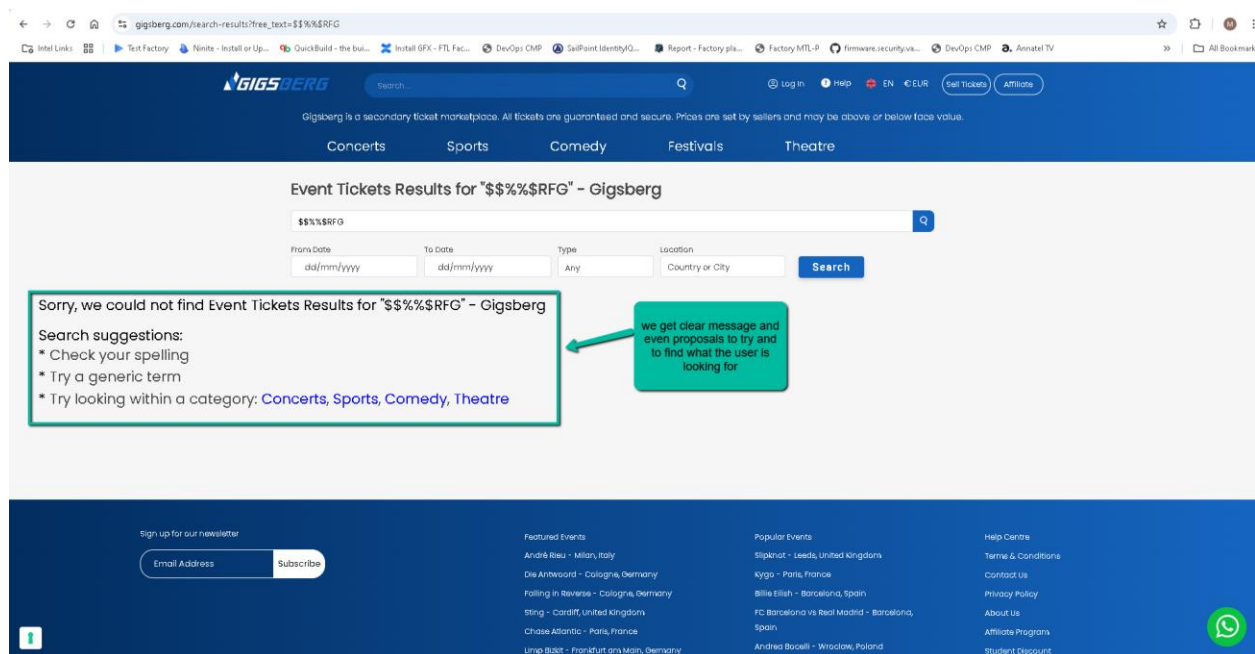 gigsberg.com/search-results?free_text=$$%%$RFG
M
Intel Links
Test Factory
Ninite - Install or Up...
QuickBuild - the bui...
Install GFX - FTL Fac...
DevOps CMP
SailPoint IdentityIQ...
Report - Factory pla...
Factory MTL-P
firmware.security.va...
DevOps CMP
Annatel TV
All Bookmark
GIGSBERG
Search...
Log In
Help
EN
€EUR
Sell Tickets
Affiliate
Gigsberg is a secondary ticket marketplace. All tickets are guaranteed and secure. Prices are set by sellers and may be above or below face value.
Concerts
Sports
Comedy
Festivals
Theatre
Event Tickets Results for "$$%%$RFG" - Gigsberg
$$%%$RFG
From Date
To Date
Type
Location
dd/mm/yyyy
dd/mm/yyyy
Any
Country or City
Search
Sorry, we could not find Event Tickets Results for "$$%%$RFG" - Gigsberg
Search suggestions:
* Check your spelling
* Try a generic term
* Try looking within a category: Concerts, Sports, Comedy, Theatre
we get clear message and
even proposals to try and
to find what the user is
looking for
Sign up for our newsletter
Email Address
Subscribe
Featured Events
André Rieu - Milan, Italy
Die Antwoord - Cologne, Germany
Falling in Reverse - Cologne, Germany
Sting - Cardiff, United Kingdom
Chase Atlantic - Paris, France
Limp Bizkit - Frankfurt am Main, Germany
Popular Events
Slipknot - Leeds, United Kingdom
Kygo - Paris, France
Billie Eilish - Barcelona, Spain
FC Barcelona vs Real Madrid - Barcelona,
Spain
Andrea Bocelli - Wroclaw, Poland
Help Centre
Terms & Conditions
Contact Us
Privacy Policy
About Us
Affiliate Program
Student Discount